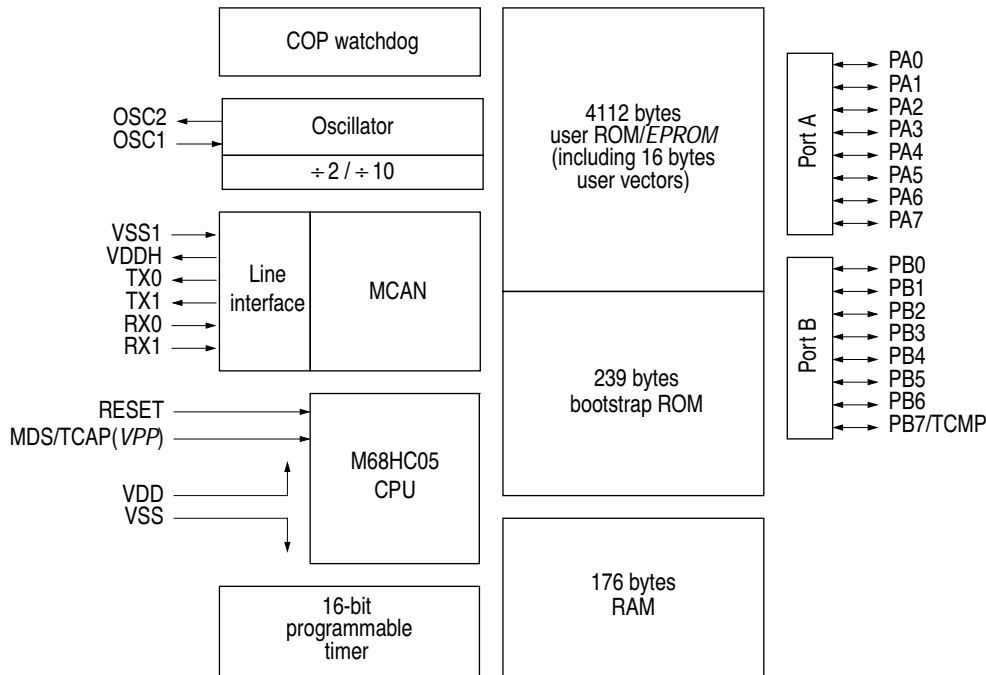 COP watchdog
OSC2
OSC1
Oscillator
÷ 2 / ÷ 10
VSS1
VDDH
TX0
TX1
RX0
RX1
Line
interface
MCAN
RESET
MDS/TCAP(VPP)
VDD
VSS
M68HC05
CPU
16-bit
programmable
timer
4112 bytes
user ROM/EPROM
(including 16 bytes
user vectors)
239 bytes
bootstrap ROM
176 bytes
RAM
Port A
PA0
PA1
PA2
PA3
PA4
PA5
PA6
PA7
Port B
PB0
PB1
PB2
PB3
PB4
PB5
PB6
PB7/TCMP